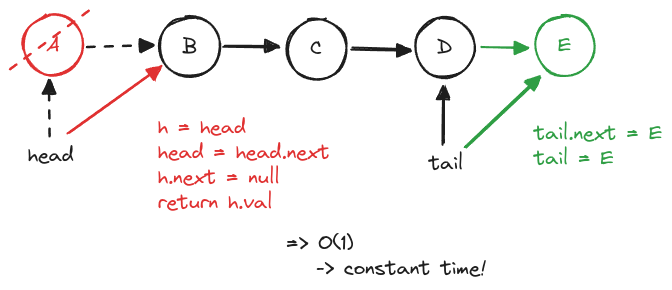 A
B
C
D
E
head
h = head
head = head.next
h.next = null
return h.val
tail
tail.next = E
tail = E
=> O(1)
-> constant time!